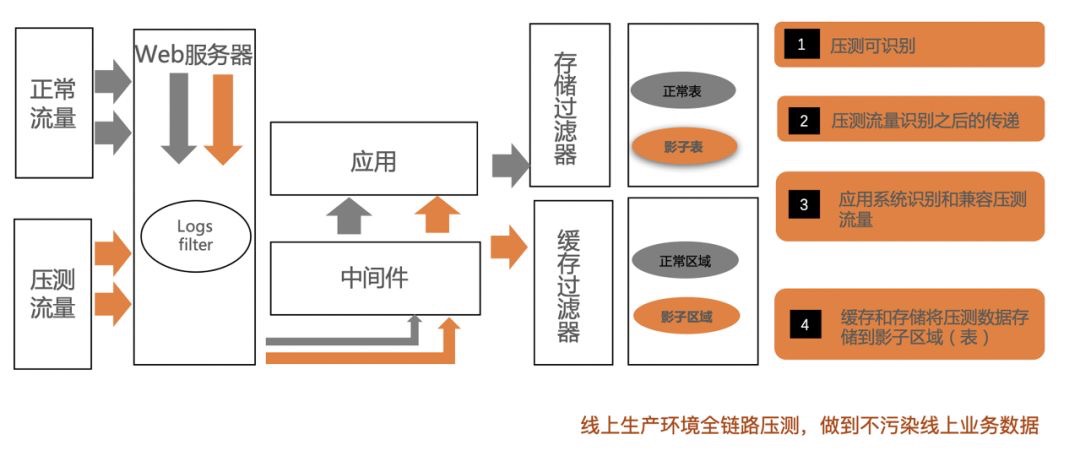 正常
流量
压测
流量
Web服务器
Logs
filter
应用
中间件
存储过滤器
缓存过滤器
正常表
影子表
正常区域
影子区域
1
压测可识别
2
压测流量识别之后的传递
3
应用系统识别和兼容压测
流量
4
缓存和存储将压测数据存
储到影子区域（表）
线上生产环境全链路压测，做到不污染线上业务数据